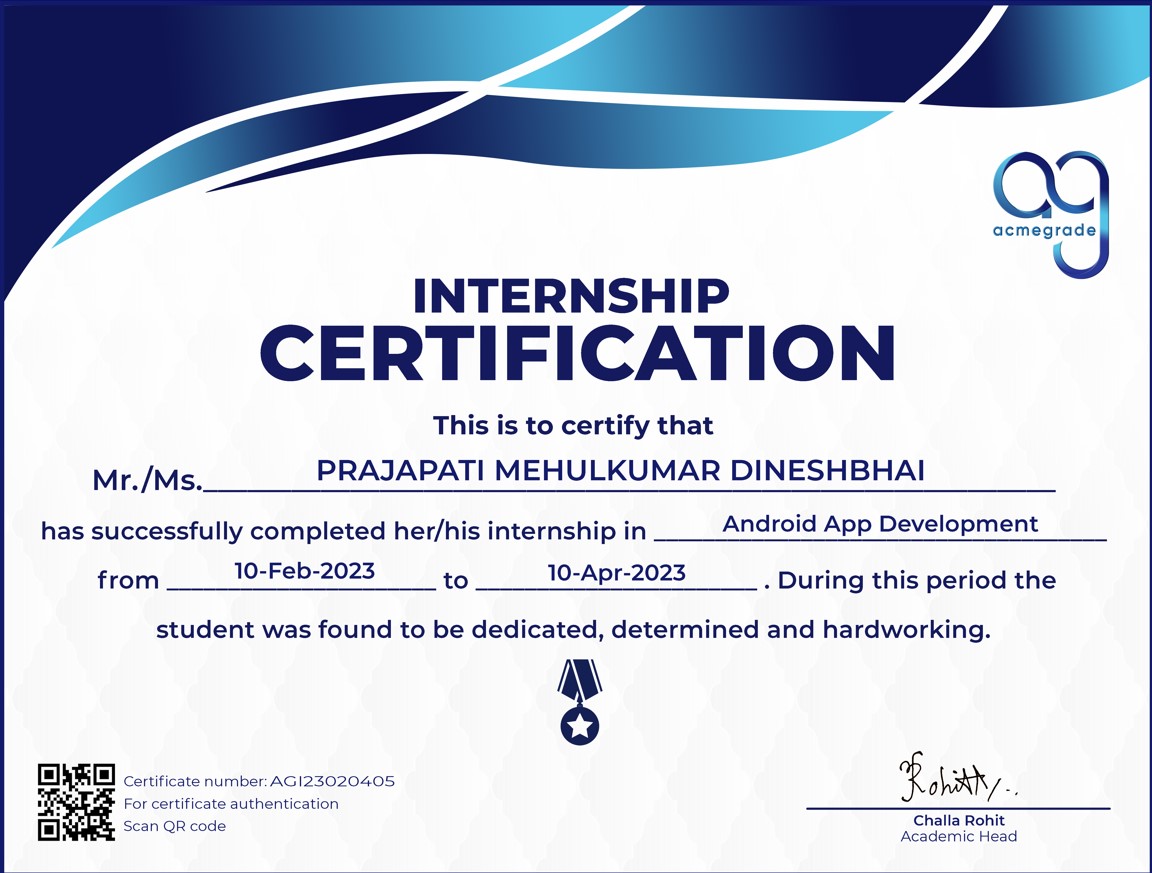 acmegrade
INTERNSHIP
CERTIFICATION
This is to certify that
Mr./Ms. PRAJAPATI MEHULKUMAR DINESHBHAI
has successfully completed her/his internship in Android App Development
from 10-Feb-2023 to 10-Apr-2023 . During this period the
student was found to be dedicated, determined and hardworking.
Certificate number: AGI23020405
For certificate authentication
Scan QR code
Rohit
Challa Rohit
Academic Head